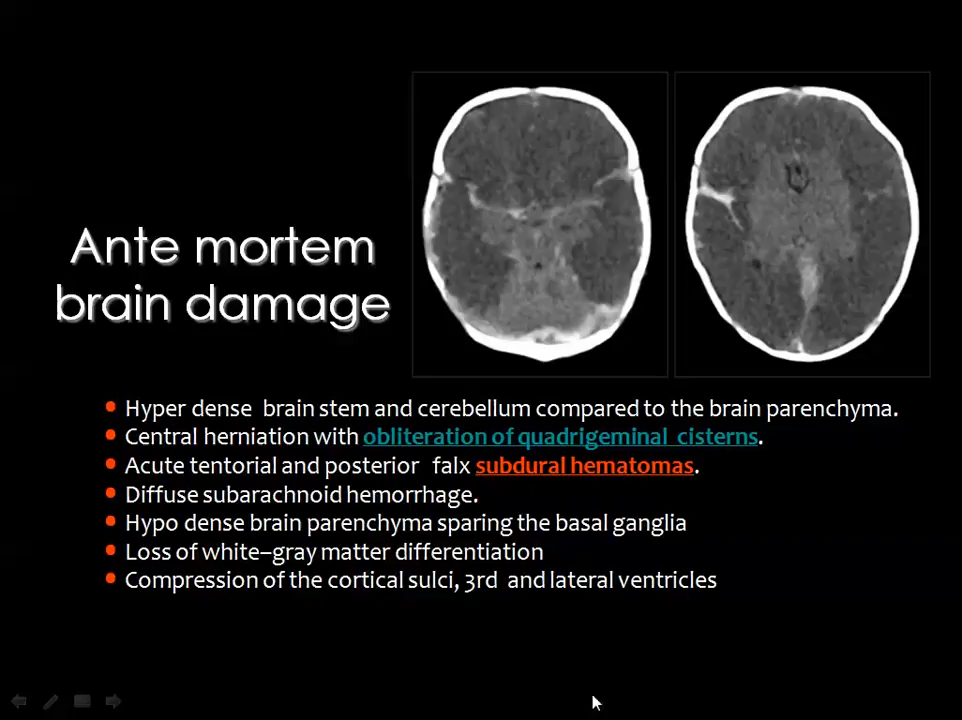 Ante mortem
brain damage
Hyper dense brain stem and cerebellum compared to the brain parenchyma.
Central herniation with obliteration of quadrigeminal cisterns.
Acute tentorial and posterior falx subdural hematomas.
Diffuse subarachnoid hemorrhage.
Hypo dense brain parenchyma sparing the basal ganglia
Loss of white–gray matter differentiation
Compression of the cortical sulci, 3rd and lateral ventricles